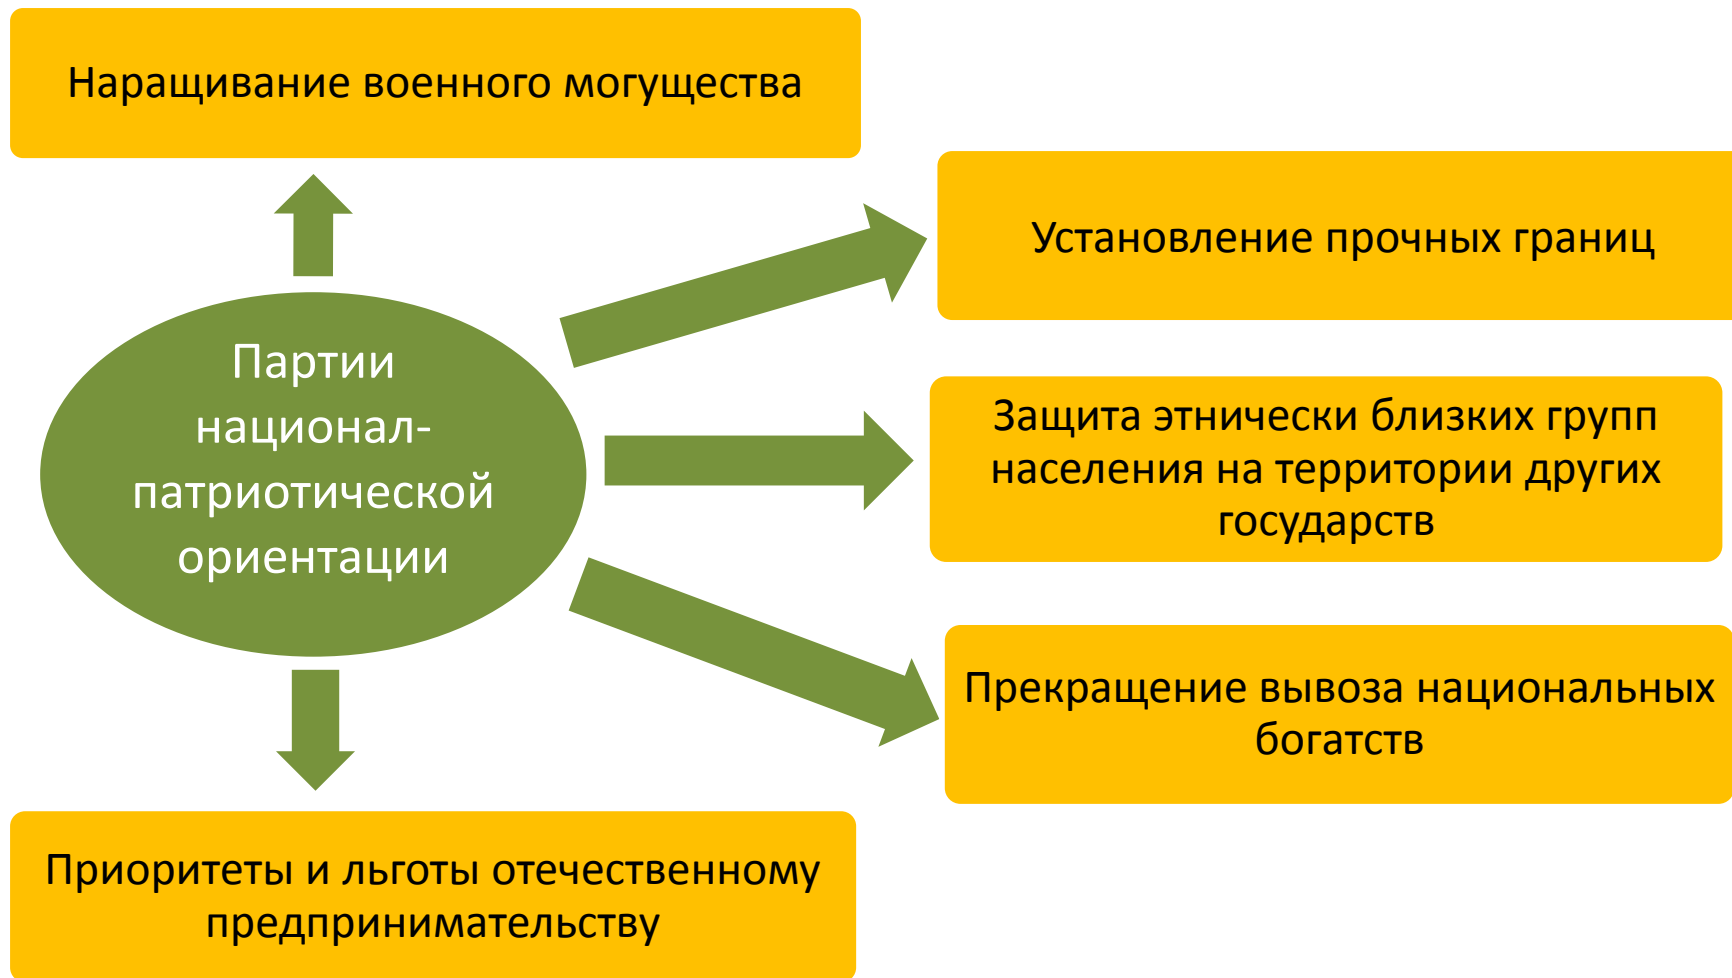 Наращивание военного могущества
Установление прочных границ
Партии
национал-
патриотической
ориентации
Защита этнически близких групп
населения на территории других
государств
Прекращение вывоза национальных
богатств
Приоритеты и льготы отечественному
предпринимательству